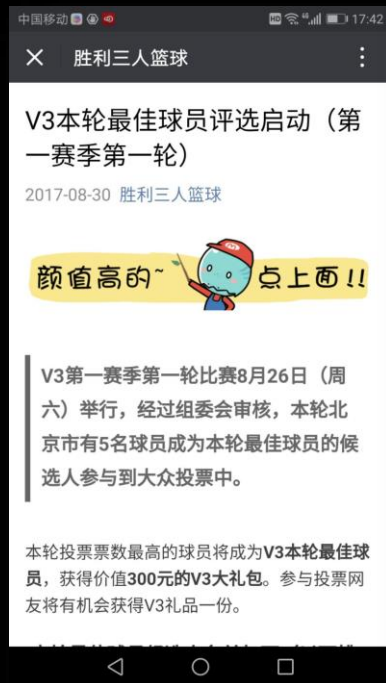 中国移动
HD 46 17:42
胜利三人篮球
V3本轮最佳球员评选启动（第
一赛季第一轮）
2017-08-30 胜利三人篮球
颜值高的~ 点上面!!
V3第一赛季第一轮比赛8月26日（周
六）举行，经过组委会审核，本轮北
京市有5名球员成为本轮最佳球员的候
选人参与到大众投票中。
本轮投票票数最高的球员将成为V3本轮最佳球
员，获得价值300元的V3大礼包。参与投票网
友将有机会获得V3礼品一份。